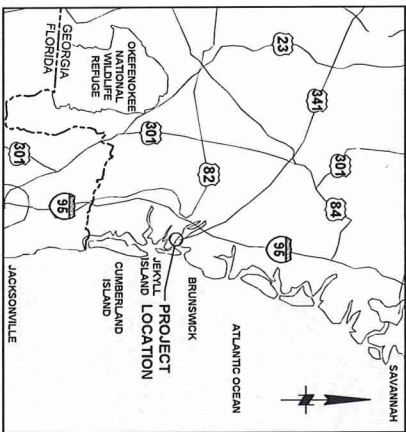 SAVANNAH
23
341
301
84
95
OKEFENOKEE
NATIONAL
WILDLIFE
REFUGE
GEORGIA
FLORIDA
301
82
BRUNSWICK
ATLANTIC OCEAN
PROJECT
LOCATION
JEKYLL
ISLAND
CUMBERLAND
ISLAND
301
95
JACKSONVILLE